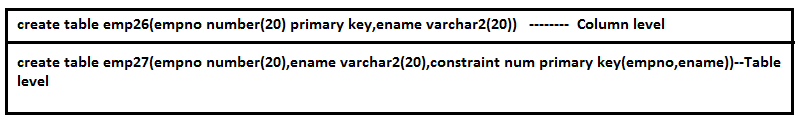 create table emp26(empno number(20) primary key,ename varchar2(20))   --------  Column level
create table emp27(empno number(20),ename varchar2(20),constraint num primary key(empno,ename))--Table
level